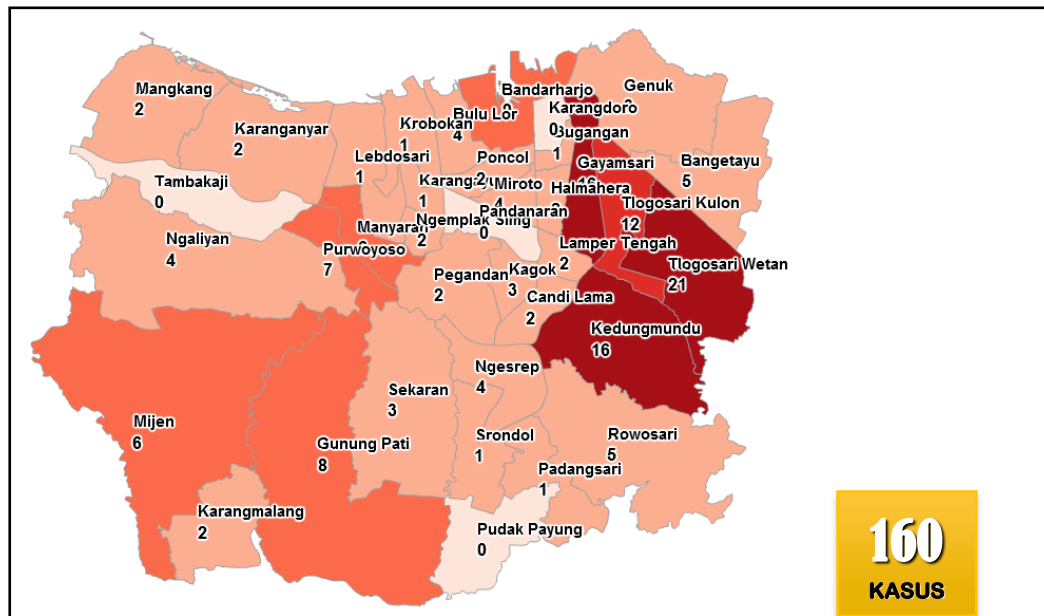 Mangkang
2
Karanganyar
2
Tambakaji
0
Ngaliyan
4
Lebdosari
1
Krobokan
1
Bulu Lor
4
Bandarharjo
Karangdoro
0
Bugangan
1
Genuk
Bangetayu
5
Gayamsari
Tlogosari Kulon
12
Tlogosari Wetan
21
Poncol
2
Miroto
4
Halmahera
1
Pandanaran
0
Manyaran
2
Purwoyoso
7
Lamper Tengah
2
Pegandan
2
Kagok
3
Candi Lama
2
Kedungmundu
16
Ngesrep
4
Sekaran
3
Mijen
6
Gunung Pati
8
Srondol
1
Rowosari
5
Padangsari
1
Karangmalang
2
Pudak Payung
0
160
KASUS